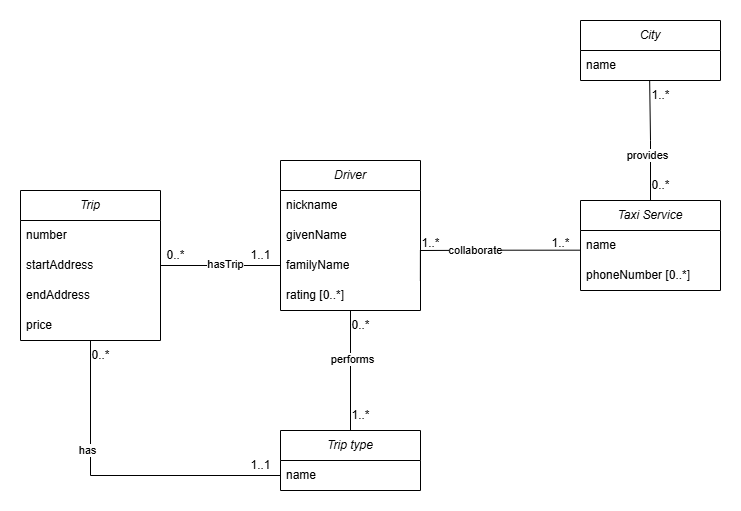 City
name
1..*
provides
0..*
Taxi Service
name
phoneNumber [0..*]
Driver
nickname
givenName
familyName
rating [0..*]
1..*
collaborate
1..*
Trip
number
startAddress
endAddress
price
0..*
hasTrip
1..1
0..*
performs
1..*
0..*
has
1..1
Trip type
name